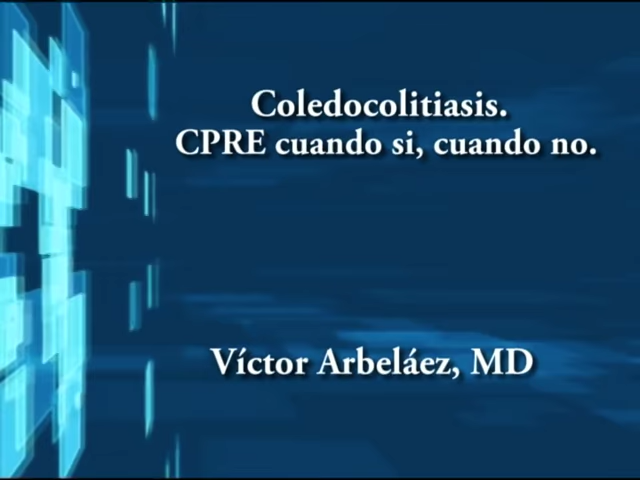 Coledocolitiasis.
CPRE cuando si, cuando no.
Víctor Arbeláez, MD